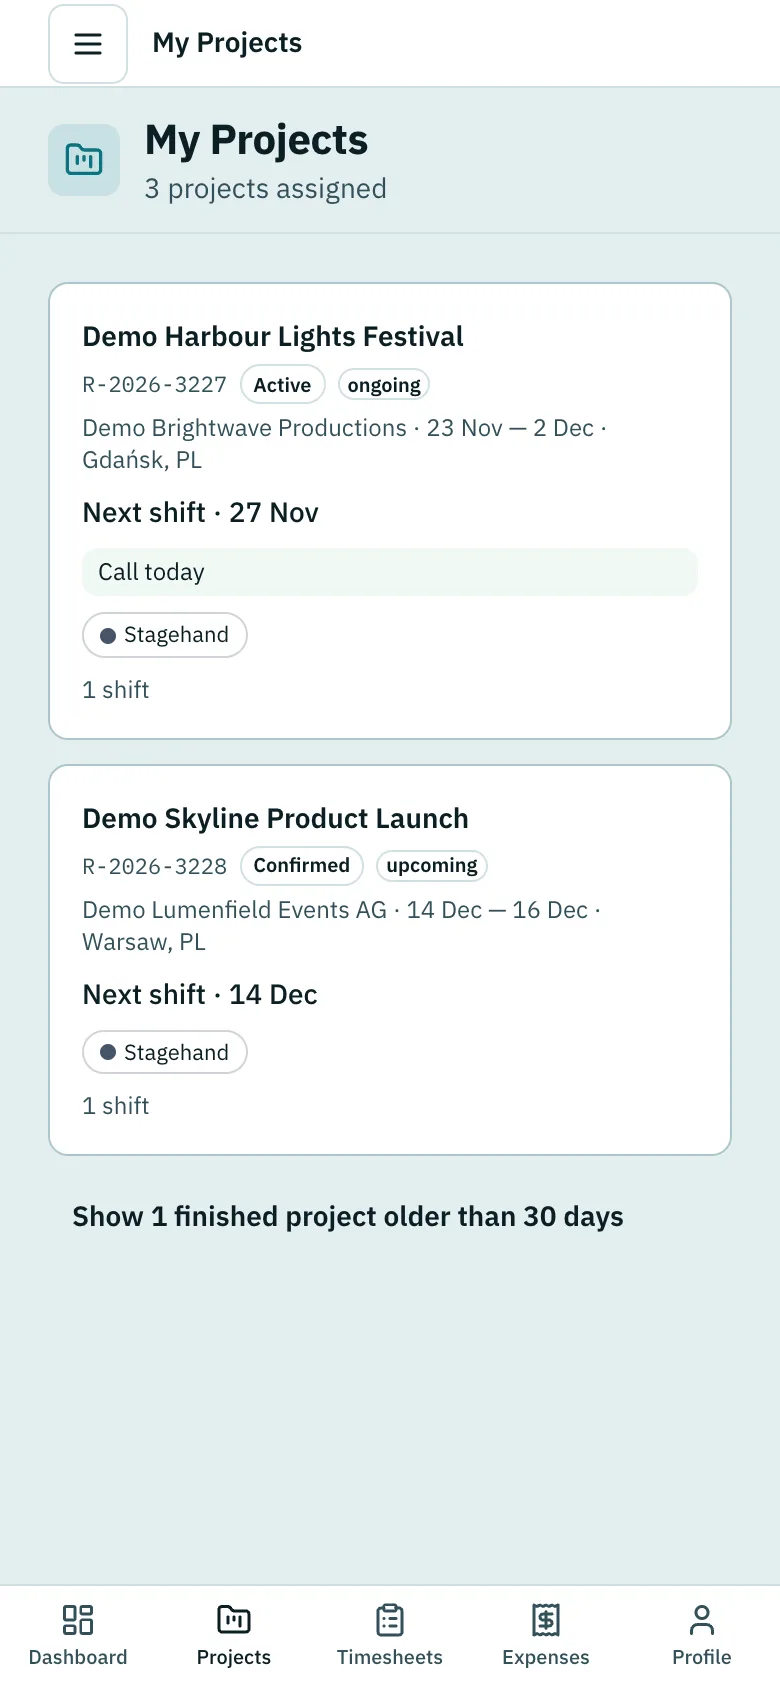 My Projects
My Projects
3 projects assigned
Demo Harbour Lights Festival
R-2026-3227 Active ongoing
Demo Brightwave Productions · 23 Nov — 2 Dec ·
Gdańsk, PL
Next shift · 27 Nov
Call today
Stagehand
1 shift
Demo Skyline Product Launch
R-2026-3228 Confirmed upcoming
Demo Lumenfield Events AG · 14 Dec — 16 Dec ·
Warsaw, PL
Next shift · 14 Dec
Stagehand
1 shift
Show 1 finished project older than 30 days
Dashboard Projects Timesheets Expenses Profile